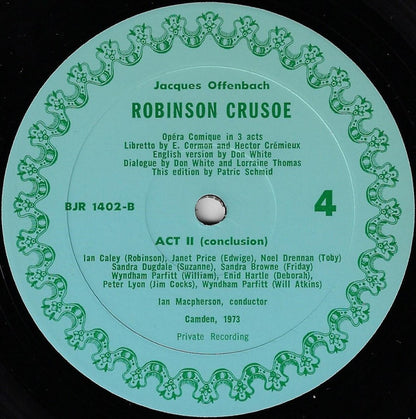 Jacques Offenbach
ROBINSON CRUSOE
Opéra Comique in 3 acts
Libretto by E. Cormon and Hector Crémieux
English version by Don White
Dialogue by Don White and Lorraine Thomas
This edition by Patric Schmid
BJR 1402-B
4
ACT II (conclusion)
Ian Caley (Robinson), Janet Price (Edwige), Noel Drennan (Toby)
Sandra Dugdale (Suzanne), Sandra Browne (Friday)
Wyndham Parfitt (William), Enid Hartle (Deborah),
Peter Lyon (Jim Cocks), Wyndham Parfitt (Will Atkins)
Ian Macpherson, conductor
Camden, 1973
Private Recording